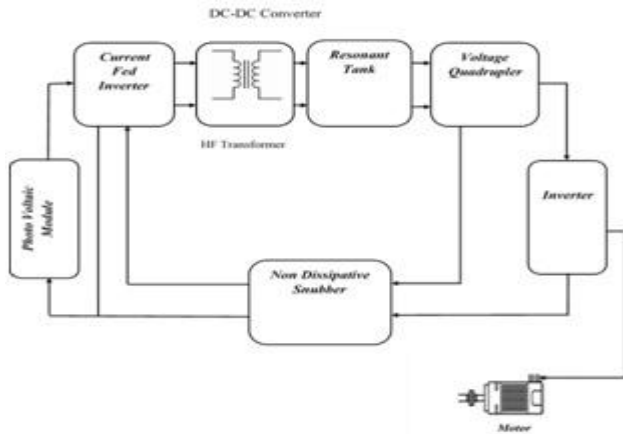 DC-DC Converter
Current
Fed
Inverter
Resonant
Tank
Voltage
Quadrupler
HF Transformer
Photo Voltaic
Module
Inverter
Non Dissipative
Snubber
Motor